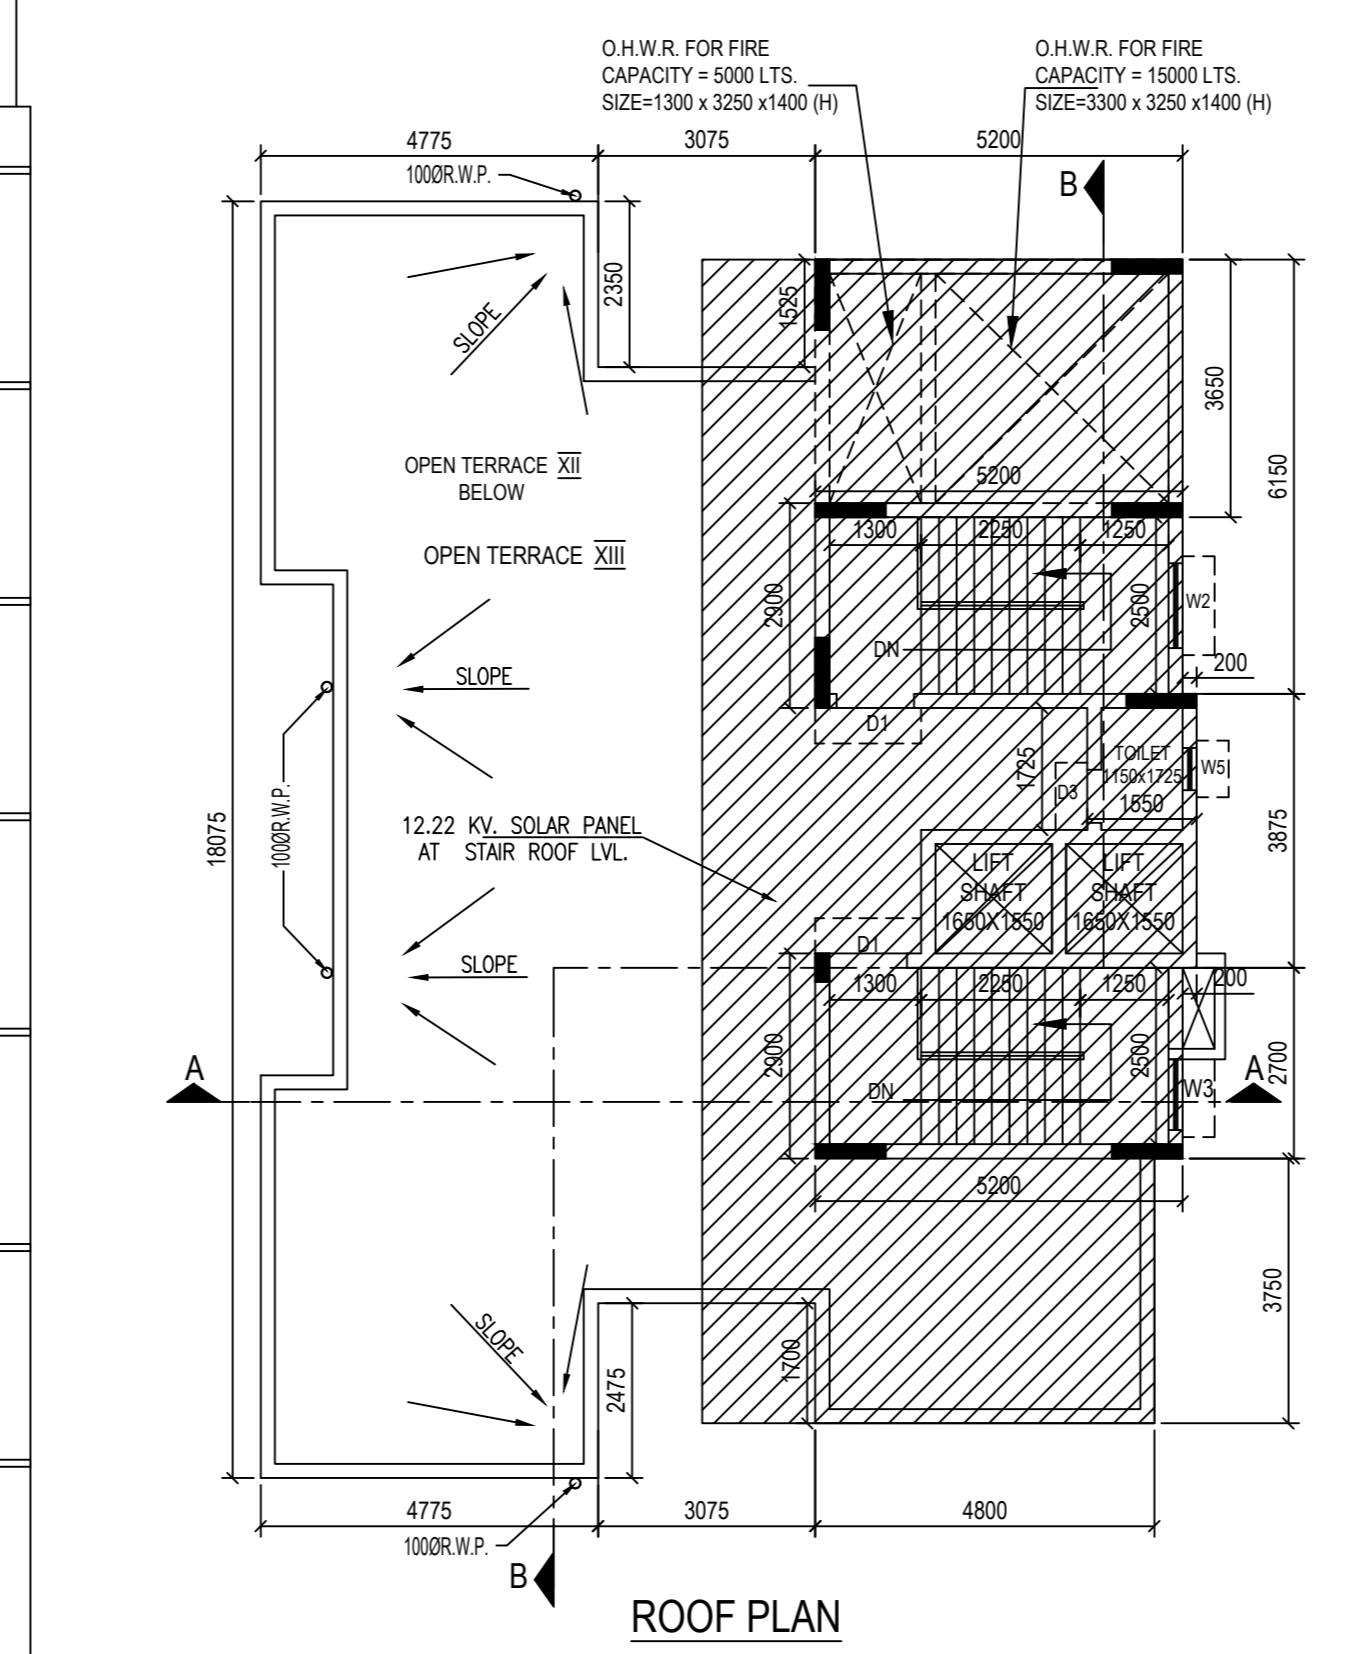 O.H.W.R. FOR FIRE
CAPACITY = 5000 LTS.
SIZE=1300 x 3250 x1400 (H)
O.H.W.R. FOR FIRE
CAPACITY = 15000 LTS.
SIZE=3300 x 3250 x1400 (H)
4775
3075
5200
100ØR.W.P.
B
2350
1525
SLOPE
3650
6150
OPEN TERRACE XII
BELOW
5200
OPEN TERRACE XIII
1300
2250
1250
2900
2500
W2
DN
SLOPE
200
D1
1725
TOILET
1150x1725
W5
D3
1550
100ØR.W.P.
18075
12.22 KV. SOLAR PANEL
AT STAIR ROOF LVL.
3875
LIFT
SHAFT
1650X1550
LIFT
SHAFT
1650X1550
D1
SLOPE
1300
2250
1250
200
2900
2500
2700
A
A
DN
W3
5200
3750
SLOPE
1700
2475
4775
3075
4800
100ØR.W.P.
B
ROOF PLAN